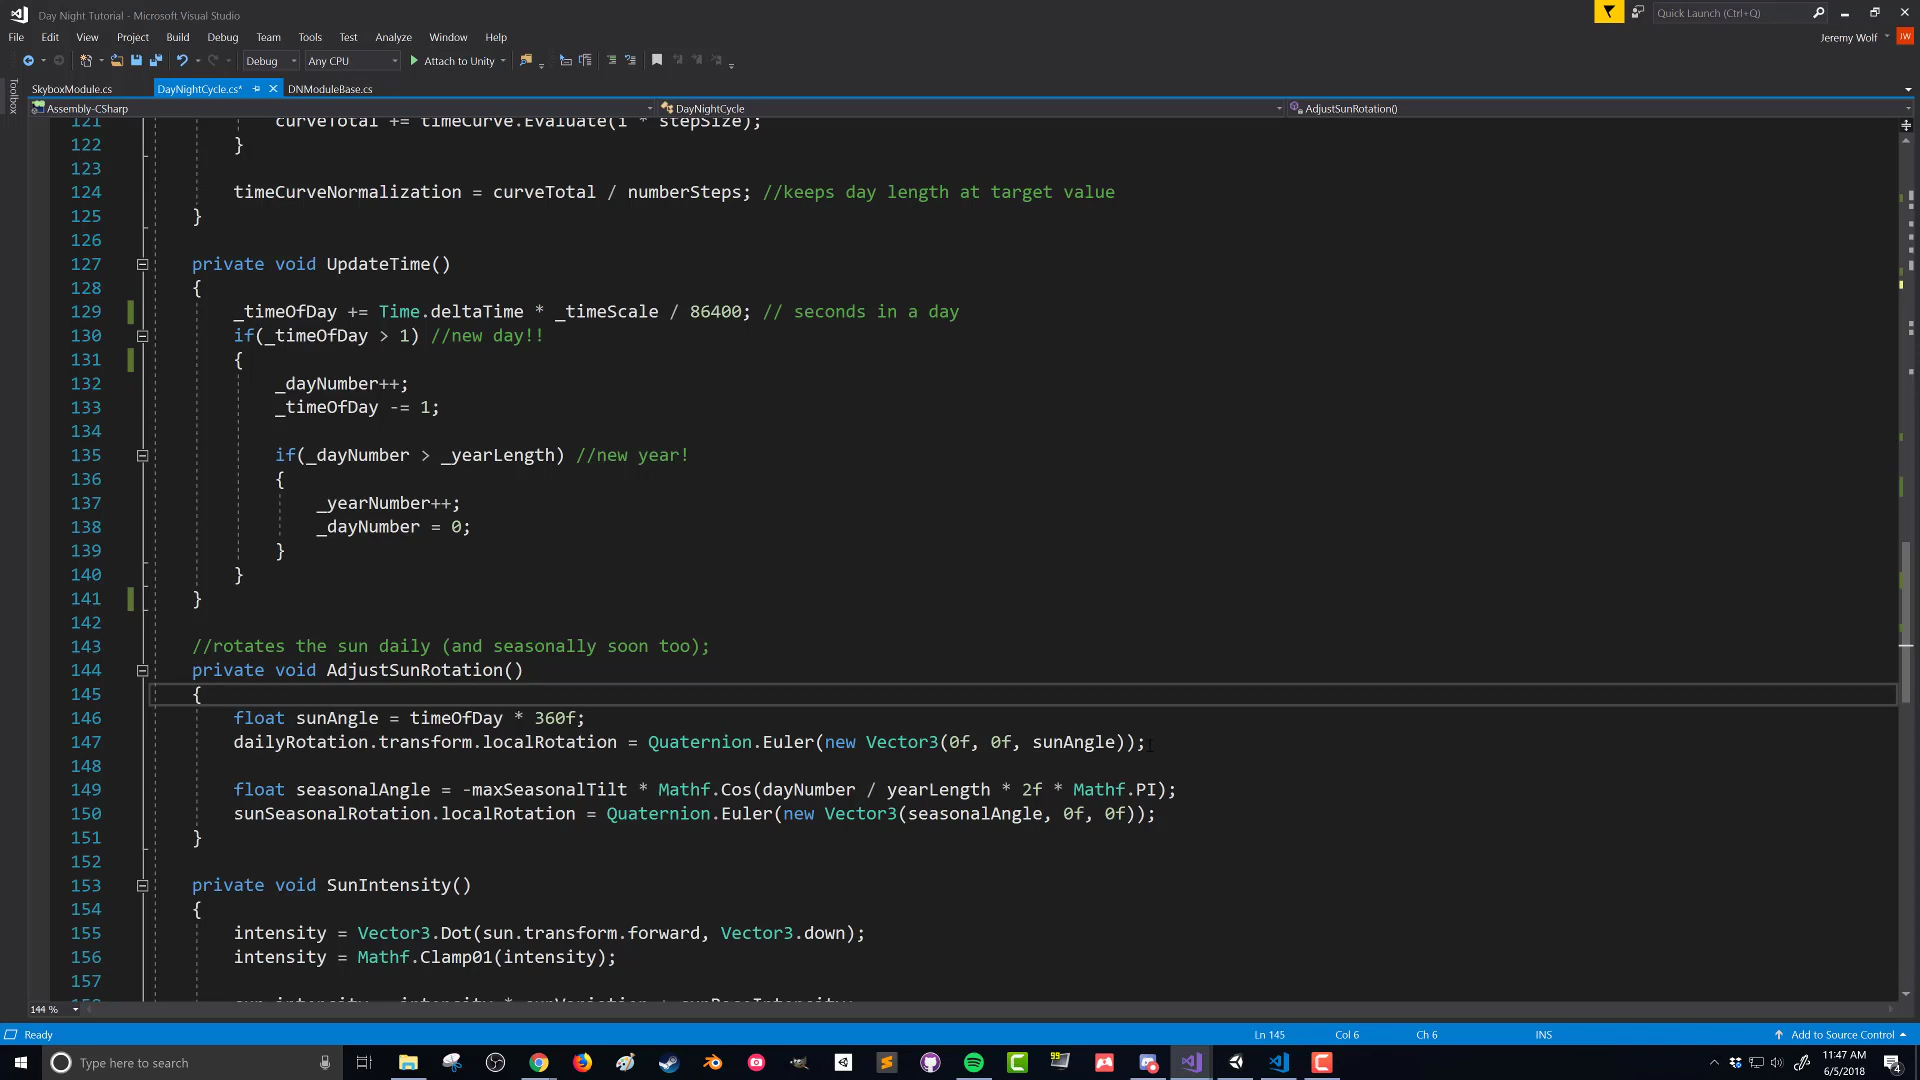 Day Night Tutorial - Microsoft Visual Studio
Quick Launch (Ctrl+Q)
File Edit View Project Build Debug Team Tools Test Analyze Window Help
Jeremy Wolf JW
Debug Any CPU Attach to Unity
Toolbox
SkyboxModule.cs DayNightCycle.cs* DNModuleBase.cs
Assembly-CSharp DayNightCycle AdjustSunRotation()
121 curveTotal += timeCurve.Evaluate(i * stepSize);
122 }
123
124 timeCurveNormalization = curveTotal / numberSteps; //keeps day length at target value
125 }
126
127 private void UpdateTime()
128 {
129 _timeOfDay += Time.deltaTime * _timeScale / 86400; // seconds in a day
130 if(_timeOfDay > 1) //new day!!
131 {
132 _dayNumber++;
133 _timeOfDay -= 1;
134
135 if(_dayNumber > _yearLength) //new year!
136 {
137 _yearNumber++;
138 _dayNumber = 0;
139 }
140 }
141 }
142
143 //rotates the sun daily (and seasonally soon too);
144 private void AdjustSunRotation()
145 {
146 float sunAngle = timeOfDay * 360f;
147 dailyRotation.transform.localRotation = Quaternion.Euler(new Vector3(0f, 0f, sunAngle));
148
149 float seasonalAngle = -maxSeasonalTilt * Mathf.Cos(dayNumber / yearLength * 2f * Mathf.PI);
150 sunSeasonalRotation.localRotation = Quaternion.Euler(new Vector3(seasonalAngle, 0f, 0f));
151 }
152
153 private void SunIntensity()
154 {
155 intensity = Vector3.Dot(sun.transform.forward, Vector3.down);
156 intensity = Mathf.Clamp01(intensity);
157
144 %
Ready Ln 145 Col 6 Ch 6 INS Add to Source Control
Type here to search
99
11:47 AM
6/5/2018
4